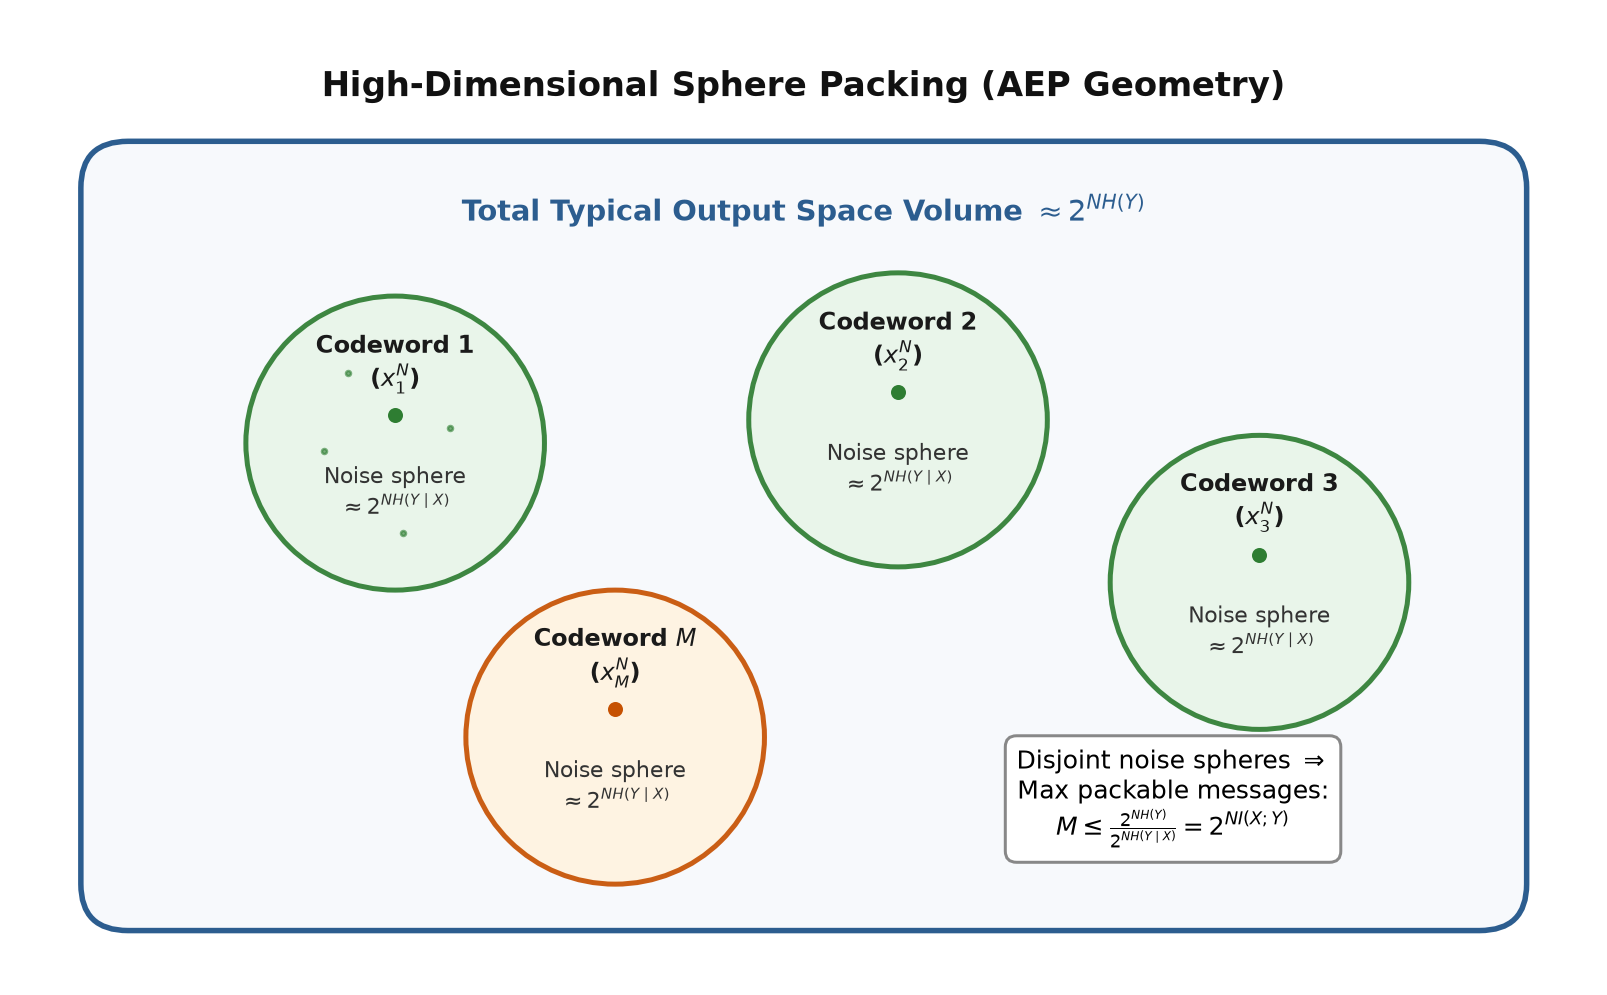 High-Dimensional Sphere Packing (AEP Geometry)
Total Typical Output Space Volume ≈ 2^{NH(Y)}
Codeword 1
(x_1^N)
Noise sphere
≈ 2^{NH(Y | X)}
Codeword 2
(x_2^N)
Noise sphere
≈ 2^{NH(Y | X)}
Codeword 3
(x_3^N)
Noise sphere
≈ 2^{NH(Y | X)}
Codeword M
(x_M^N)
Noise sphere
≈ 2^{NH(Y | X)}
Disjoint noise spheres ⇒
Max packable messages:
M ≤ \frac{2^{NH(Y)}}{2^{NH(Y | X)}} = 2^{NI(X; Y)}